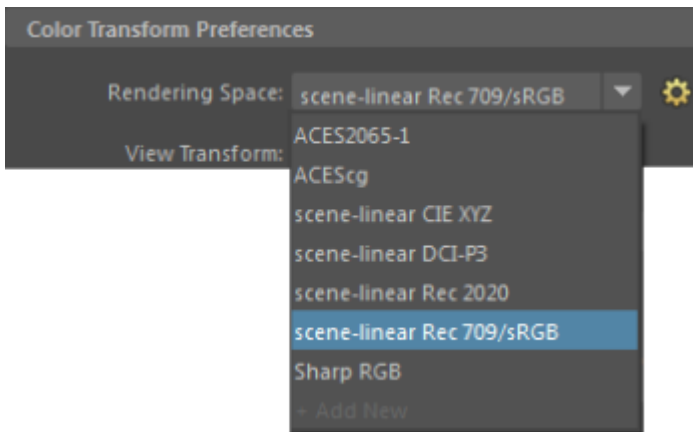 Color Transform Preferences
Rendering Space: scene-linear Rec 709/sRGB
View Transform:
ACES2065-1
ACEScg
scene-linear CIE XYZ
scene-linear DCI-P3
scene-linear Rec 2020
scene-linear Rec 709/sRGB
Sharp RGB
+ Add New